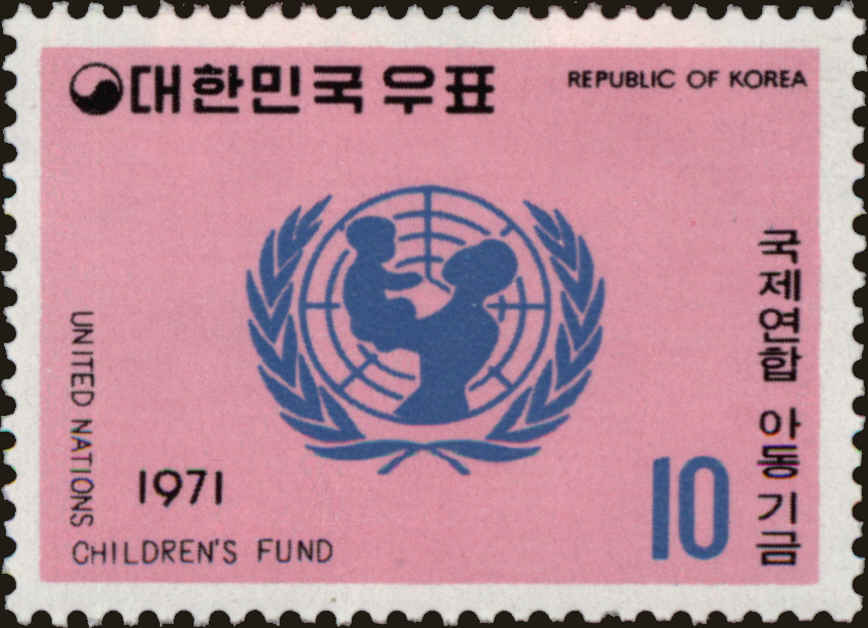 대한민국우표
REPUBLIC OF KOREA
국제연합 아동기금
UNITED NATIONS
CHILDREN'S FUND
1971
10